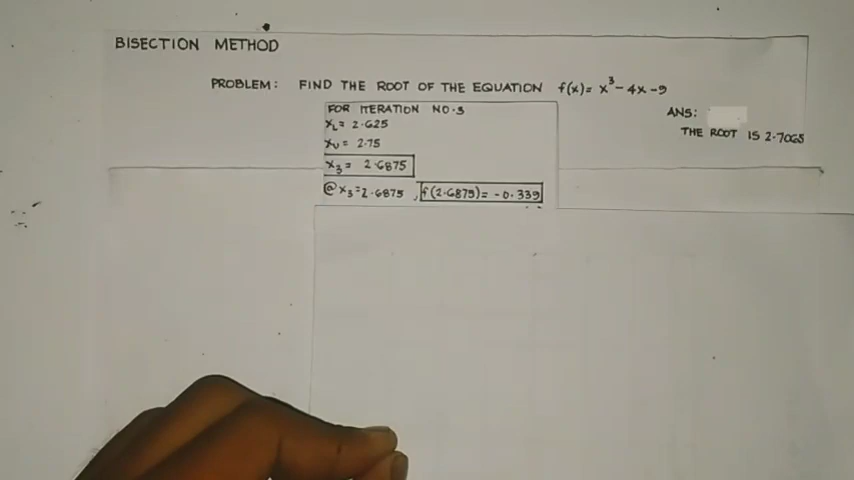 BISECTION METHOD
PROBLEM: FIND THE ROOT OF THE EQUATION f(x)= x³-4x-9
FOR ITERATION NO.3
XL= 2.625
XU= 2.75
X3= 2.6875
@ X3=2.6875, f(2.6875)= -0.339
ANS:
THE ROOT IS 2.7065